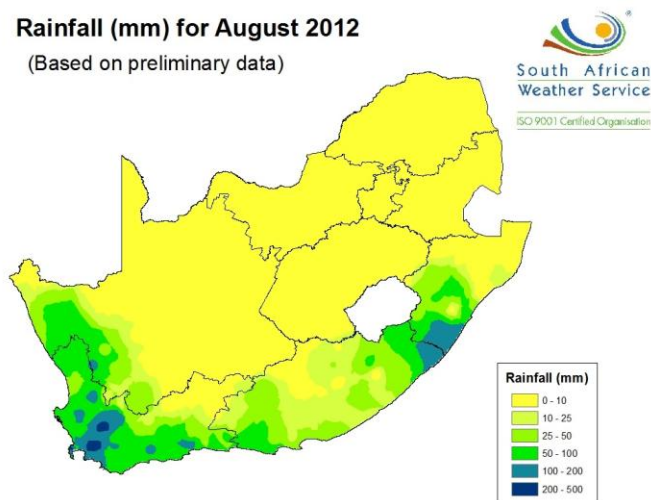 Rainfall (mm) for August 2012
(Based on preliminary data)
South African
Weather Service
ISO 9001 Certified Organisation
Rainfall (mm)
0 - 10
10 - 25
25 - 50
50 - 100
100 - 200
200 - 500